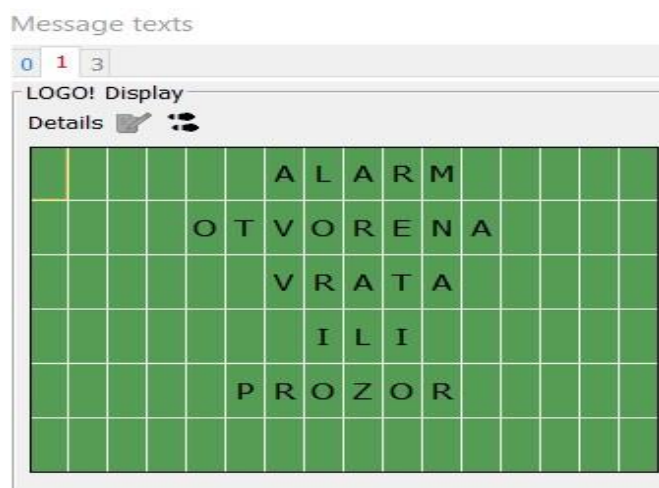 Message texts
0 1 3
LOGO! Display
Details
ALARM
OTVORENA
VRATA
ILI
PROZOR